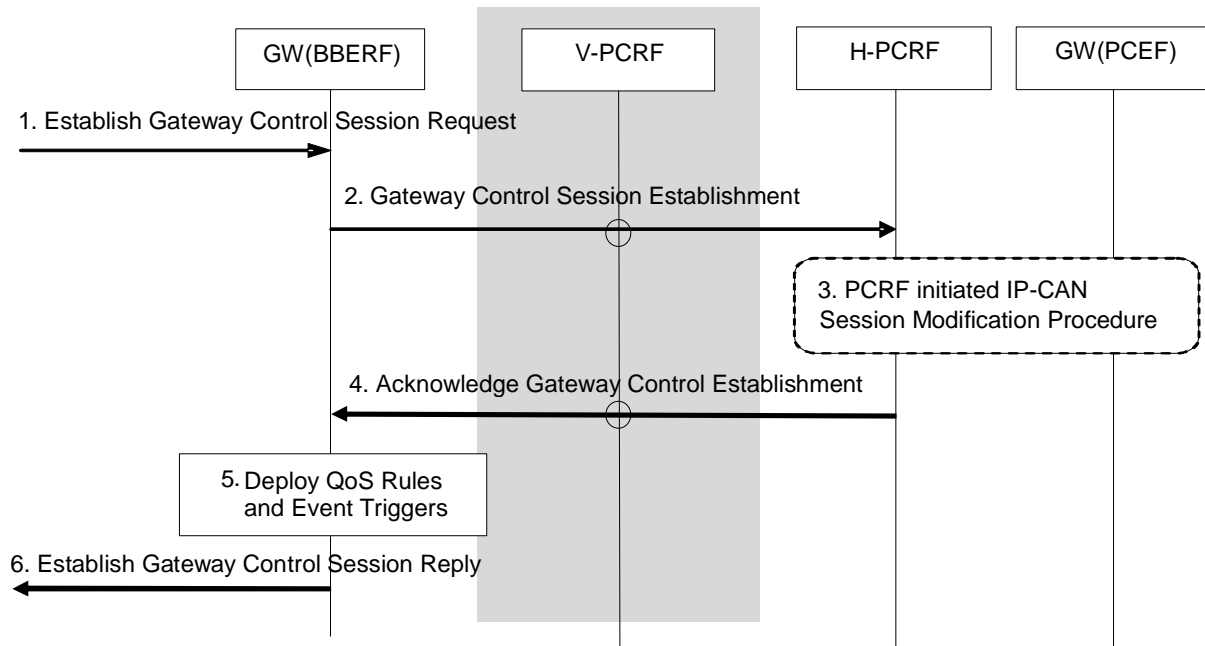 GW(BBERF)
V-PCRF
H-PCRF
GW(PCEF)
1. Establish Gateway Control Session Request
2. Gateway Control Session Establishment
3. PCRF initiated IP-CAN
Session Modification Procedure
4. Acknowledge Gateway Control Establishment
5. Deploy QoS Rules
and Event Triggers
6. Establish Gateway Control Session Reply